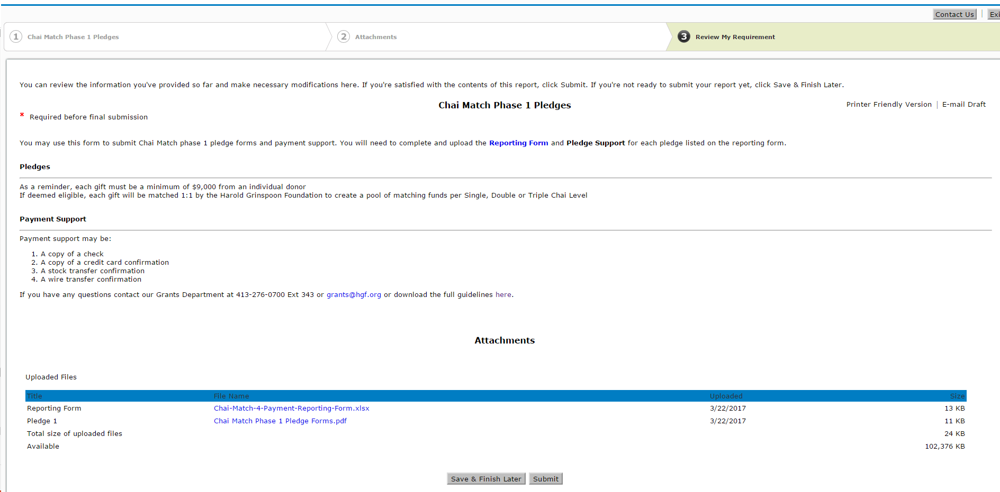 Contact Us
1 Chai Match Phase 1 Pledges
2 Attachments
3 Review My Requirement
You can review the information you've provided so far and make necessary modifications here. If you're satisfied with the contents of this report, click Submit. If you're not ready to submit your report yet, click Save & Finish Later.
Chai Match Phase 1 Pledges
Printer Friendly Version | E-mail Draft
* Required before final submission
You may use this form to submit Chai Match phase 1 pledge forms and payment support. You will need to complete and upload the Reporting Form and Pledge Support for each pledge listed on the reporting form.
Pledges
As a reminder, each gift must be a minimum of $9,000 from an individual donor
If deemed eligible, each gift will be matched 1:1 by the Harold Grinspoon Foundation to create a pool of matching funds per Single, Double or Triple Chai Level
Payment Support
Payment support may be:
1. A copy of a check
2. A copy of a credit card confirmation
3. A stock transfer confirmation
4. A wire transfer confirmation
If you have any questions contact our Grants Department at 413-276-0700 Ext 343 or grants@hgf.org or download the full guidelines here.
Attachments
Uploaded Files
Title File Name Uploaded Size
Reporting Form Chai-Match-4-Payment-Reporting-Form.xlsx 3/22/2017 13 KB
Pledge 1 Chai Match Phase 1 Pledge Forms.pdf 3/22/2017 11 KB
Total size of uploaded files 24 KB
Available 102,376 KB
Save & Finish Later Submit